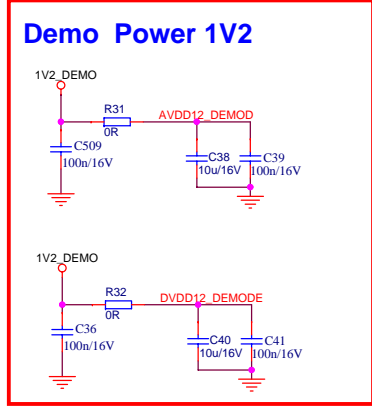 Demo Power 1V2
1V2_DEMO
R31
AVDD12_DEMOD
0R
C509
100n/16V
C38
10u/16V
C39
100n/16V
1V2_DEMO
R32
DVDD12_DEMODE
0R
C36
100n/16V
C40
10u/16V
C41
100n/16V